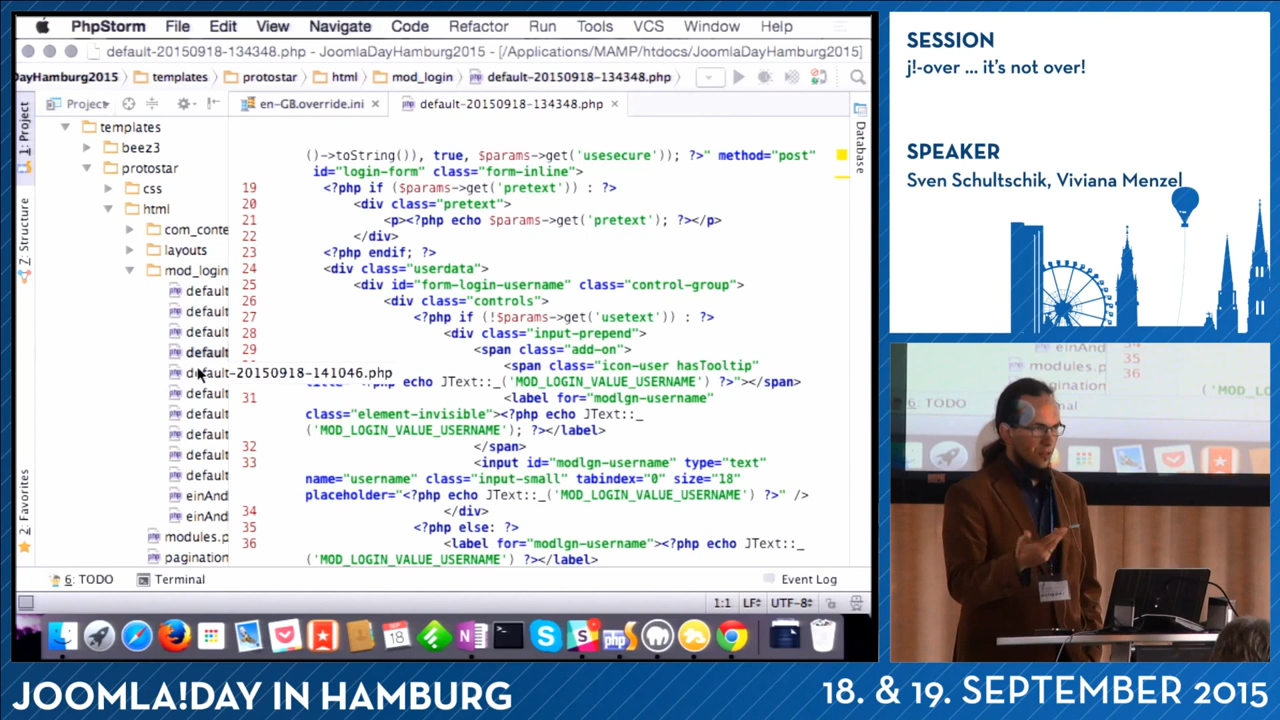 PhpStorm File Edit View Navigate Code Refactor Run Tools VCS Window Help
default-20150918-134348.php - JoomlaDayHamburg2015 - [/Applications/MAMP/htdocs/JoomlaDayHamburg2015]
DayHamburg2015 templates protostar html mod_login default-20150918-134348.php
Project en-GB.override.ini default-20150918-134348.php
1: Project
7: Structure
2: Favorites
Database
templates
beez3
protostar
css
html
com_conte
layouts
mod_login
default
default
default
default
default-20150918-141046.php
default
default
default
default
default
einAnd
einAnd
modules.p
pagination
()->toString()), true, $params->get('usesecure')); ?>" method="post"
id="login-form" class="form-inline">
19 <?php if ($params->get('pretext')) : ?>
20 <div class="pretext">
21 <p><?php echo $params->get('pretext'); ?></p>
22 </div>
23 <?php endif; ?>
24 <div class="userdata">
25 <div id="form-login-username" class="control-group">
26 <div class="controls">
27 <?php if (!$params->get('usetext')) : ?>
28 <div class="input-prepend">
29 <span class="add-on">
<span class="icon-user hasTooltip"
?php echo JText::_('MOD_LOGIN_VALUE_USERNAME') ?>"></span>
31 <label for="modlgn-username"
class="element-invisible"><?php echo JText::_
('MOD_LOGIN_VALUE_USERNAME'); ?></label>
32 </span>
33 <input id="modlgn-username" type="text"
name="username" class="input-small" tabindex="0" size="18"
placeholder="<?php echo JText::_('MOD_LOGIN_VALUE_USERNAME') ?>" />
34 </div>
35 <?php else: ?>
36 <label for="modlgn-username"><?php echo JText::_
('MOD_LOGIN_VALUE_USERNAME') ?></label>
6: TODO Terminal Event Log
1:1 LF UTF-8
18
SESSION
j!-over ... it's not over!
SPEAKER
Sven Schultschik, Viviana Menzel
einAnd
modules.p
pagination
35
36
('MOD_LO
6: TODO
JOOMLA!DAY IN HAMBURG
18. & 19. SEPTEMBER 2015